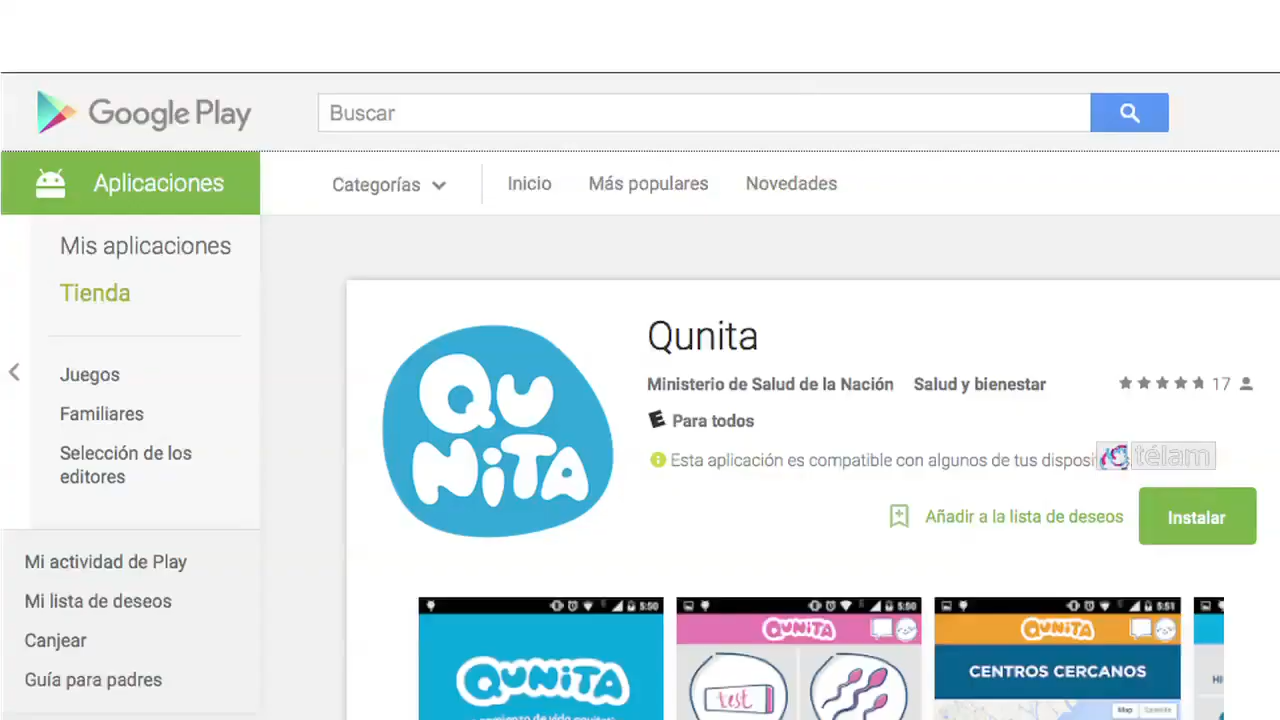 Google Play
Buscar
Aplicaciones
Categorías
Inicio
Más populares
Novedades
Mis aplicaciones
Tienda
Juegos
Familiares
Selección de los
editores
Mi actividad de Play
Mi lista de deseos
Canjear
Guía para padres
QUNITA
Qunita
Ministerio de Salud de la Nación Salud y bienestar 17
E Para todos
Esta aplicación es compatible con algunos de tus disposi
télam
Añadir a la lista de deseos
Instalar
5:50
QUNITA
5:50
QUNITA
test
5:51
QUNITA
CENTROS CERCANOS
Map